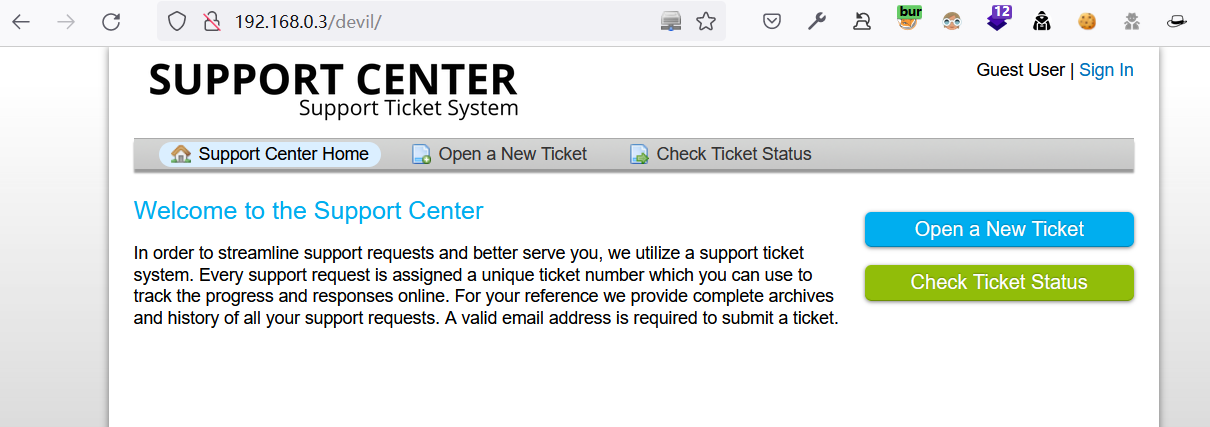 192.168.0.3/devil/
bur
12
SUPPORT CENTER
Support Ticket System
Guest User | Sign In
Support Center Home
Open a New Ticket
Check Ticket Status
Welcome to the Support Center
In order to streamline support requests and better serve you, we utilize a support ticket
system. Every support request is assigned a unique ticket number which you can use to
track the progress and responses online. For your reference we provide complete archives
and history of all your support requests. A valid email address is required to submit a ticket.
Open a New Ticket
Check Ticket Status